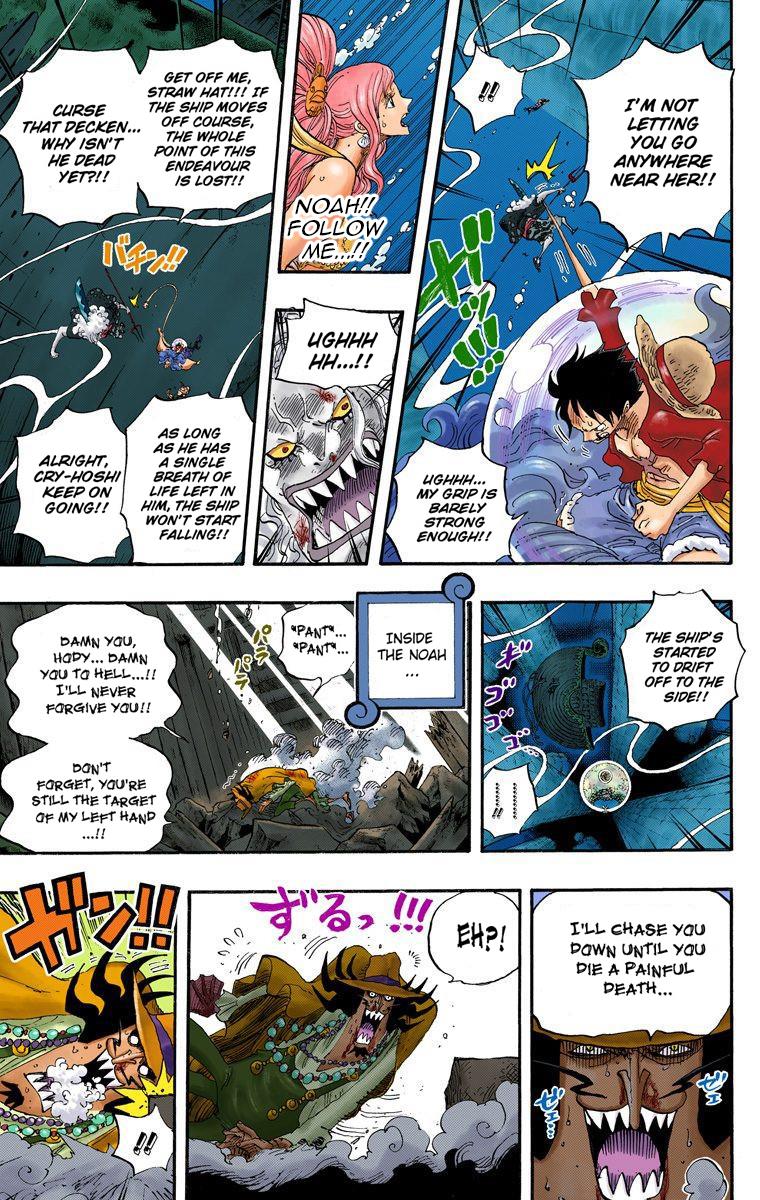 I'M NOT
LETTING
YOU GO
ANYWHERE
NEAR HER!!
!!
ガッ!!!
UGHHH...
MY GRIP IS
BARELY
STRONG
ENOUGH!!
NOAH!!
FOLLOW
ME...!!
UGHHH
HH...!!
GET OFF ME,
STRAW HAT!!! IF
THE SHIP MOVES
OFF COURSE,
THE WHOLE
POINT OF THIS
ENDEAVOUR
IS LOST!!
CURSE
THAT DECKEN...
WHY ISN'T
HE DEAD
YET?!!
バチン!!
AS LONG
AS HE HAS
A SINGLE
BREATH OF
LIFE LEFT IN
HIM, THE SHIP
WON'T START
FALLING!!
ALRIGHT,
CRY-HOSHI
KEEP ON
GOING!!
THE SHIP'S
STARTED
TO DRIFT
OFF TO THE
SIDE!!
ギゴゴゴ...
INSIDE
THE NOAH
...
*PANT*...
*PANT*...
パラ
パラ
DAMN YOU,
HODY... DAMN
YOU TO HELL...!!
I'LL NEVER
FORGIVE YOU!!
DON'T
FORGET, YOU'RE
STILL THE TARGET
OF MY LEFT HAND
...!!
I'LL CHASE YOU
DOWN UNTIL YOU
DIE A PAINFUL
DEATH...
ゼェ
ゼェ...
EH?!
ずるっ!!!
ガン!!
!!